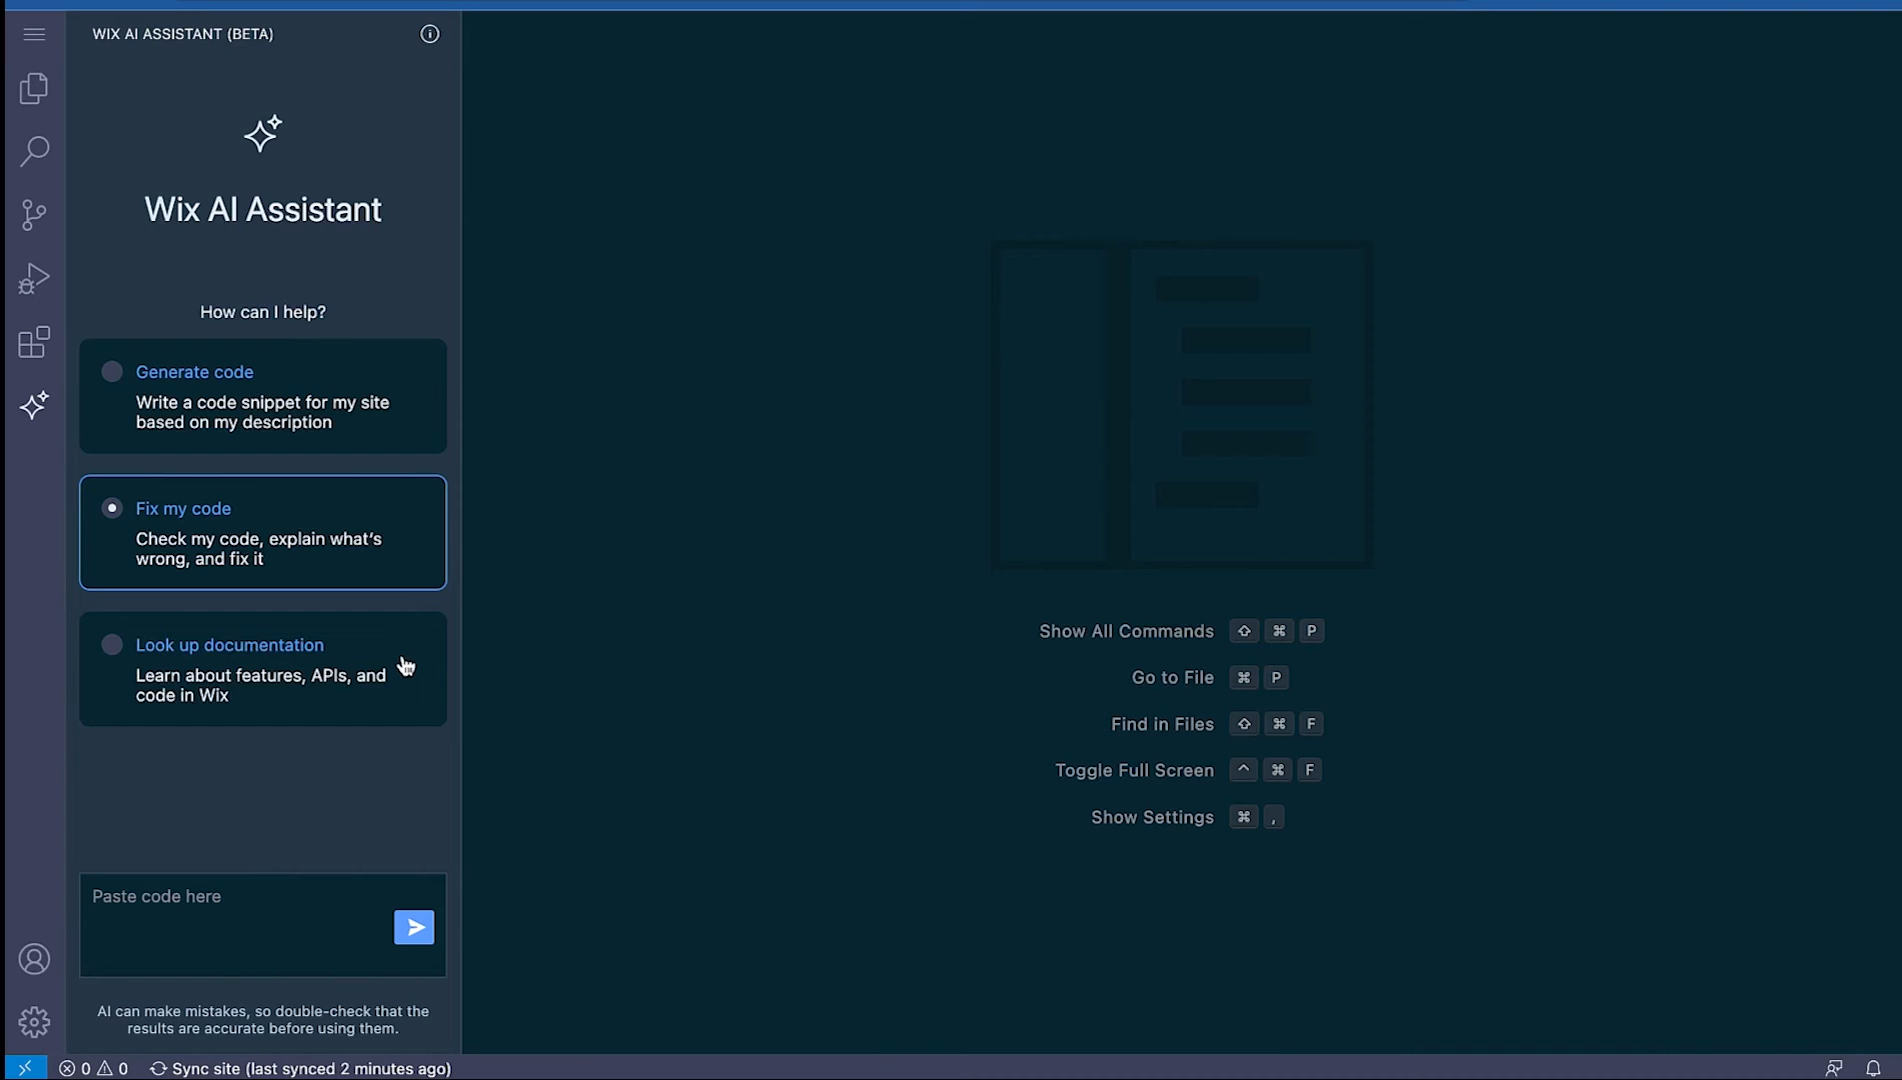 WIX AI ASSISTANT (BETA)
Wix AI Assistant
How can I help?
Generate code
Write a code snippet for my site
based on my description
Fix my code
Check my code, explain what's
wrong, and fix it
Look up documentation
Learn about features, APIs, and
code in Wix
Paste code here
AI can make mistakes, so double-check that the
results are accurate before using them.
Show All Commands ⇧ ⌘ P
Go to File ⌘ P
Find in Files ⇧ ⌘ F
Toggle Full Screen ^ ⌘ F
Show Settings ⌘ ,
0 0 Sync site (last synced 2 minutes ago)